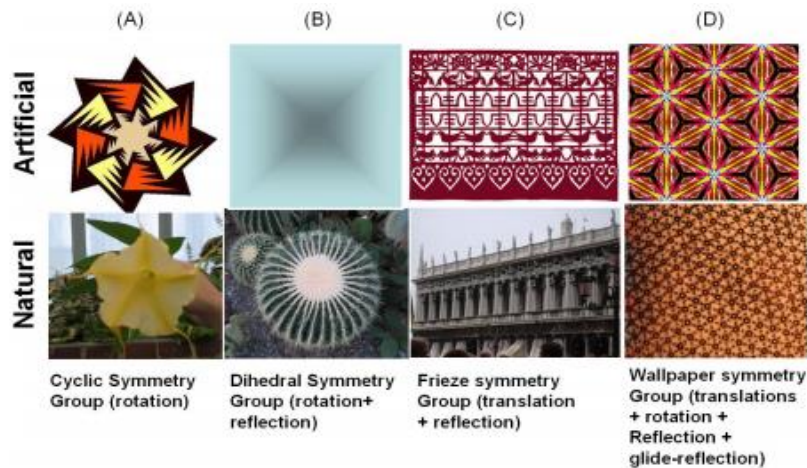 (A)
(B)
(C)
(D)
Artificial
Natural
Cyclic Symmetry
Group (rotation)
Dihedral Symmetry
Group (rotation+
reflection)
Frieze symmetry
Group (translation
+ reflection)
Wallpaper symmetry
Group (translations
+ rotation +
Reflection +
glide-reflection)